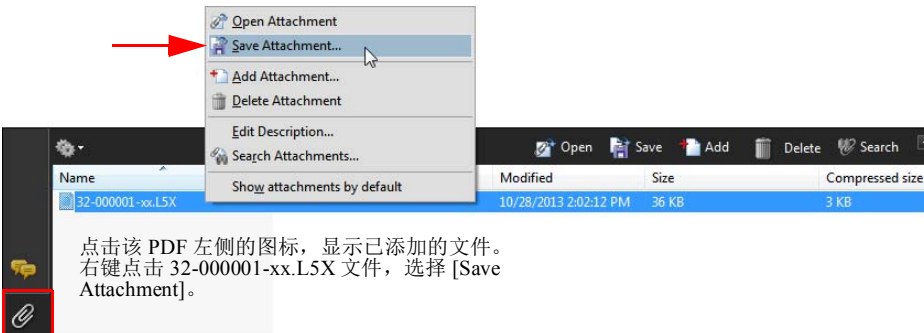 Open Attachment
Save Attachment...
Add Attachment...
Delete Attachment
Edit Description...
Search Attachments...
Show attachments by default
Open Save Add Delete Search
Name Modified Size Compressed size
32-000001-xx.L5X 10/28/2013 2:02:12 PM 36 KB 3 KB
点击该 PDF 左侧的图标，显示已添加的文件。
右键点击 32-000001-xx.L5X 文件，选择 [Save
Attachment]。